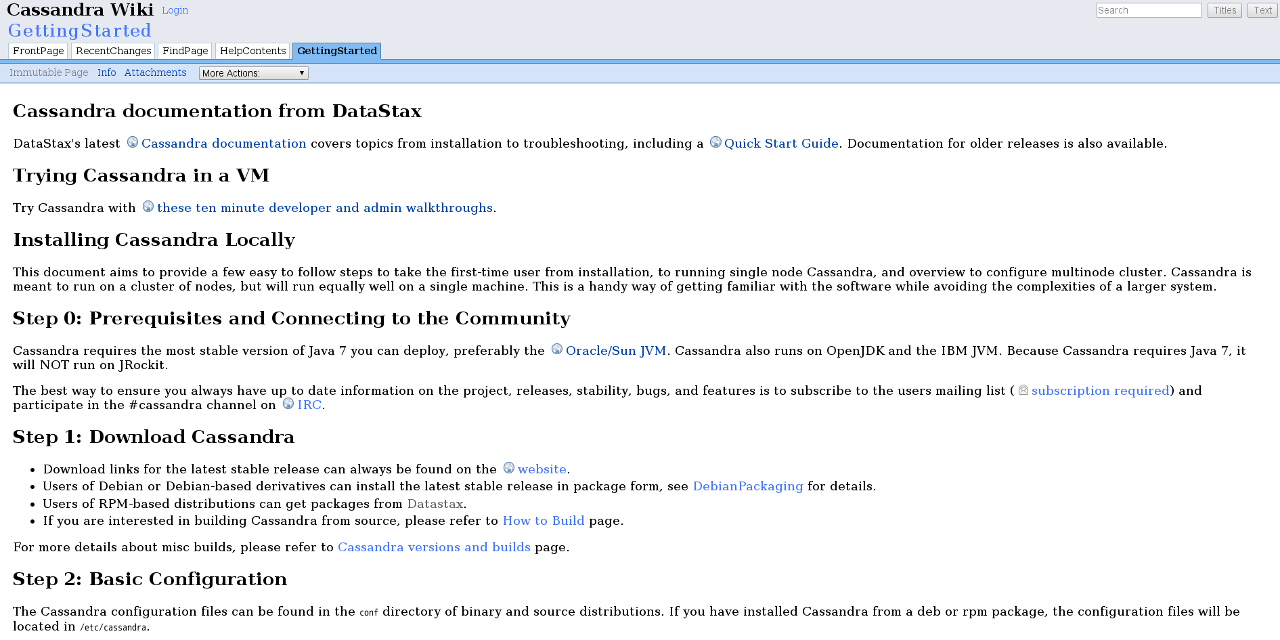 Cassandra Wiki Login Search Titles Text
GettingStarted
FrontPage RecentChanges FindPage HelpContents GettingStarted
Immutable Page Info Attachments More Actions:
Cassandra documentation from DataStax
DataStax's latest Cassandra documentation covers topics from installation to troubleshooting, including a Quick Start Guide. Documentation for older releases is also available.
Trying Cassandra in a VM
Try Cassandra with these ten minute developer and admin walkthroughs.
Installing Cassandra Locally
This document aims to provide a few easy to follow steps to take the first-time user from installation, to running single node Cassandra, and overview to configure multinode cluster. Cassandra is
meant to run on a cluster of nodes, but will run equally well on a single machine. This is a handy way of getting familiar with the software while avoiding the complexities of a larger system.
Step 0: Prerequisites and Connecting to the Community
Cassandra requires the most stable version of Java 7 you can deploy, preferably the Oracle/Sun JVM. Cassandra also runs on OpenJDK and the IBM JVM. Because Cassandra requires Java 7, it
will NOT run on JRockit.
The best way to ensure you always have up to date information on the project, releases, stability, bugs, and features is to subscribe to the users mailing list ( subscription required) and
participate in the #cassandra channel on IRC.
Step 1: Download Cassandra
• Download links for the latest stable release can always be found on the website.
• Users of Debian or Debian-based derivatives can install the latest stable release in package form, see DebianPackaging for details.
• Users of RPM-based distributions can get packages from Datastax.
• If you are interested in building Cassandra from source, please refer to How to Build page.
For more details about misc builds, please refer to Cassandra versions and builds page.
Step 2: Basic Configuration
The Cassandra configuration files can be found in the conf directory of binary and source distributions. If you have installed Cassandra from a deb or rpm package, the configuration files will be
located in /etc/cassandra.